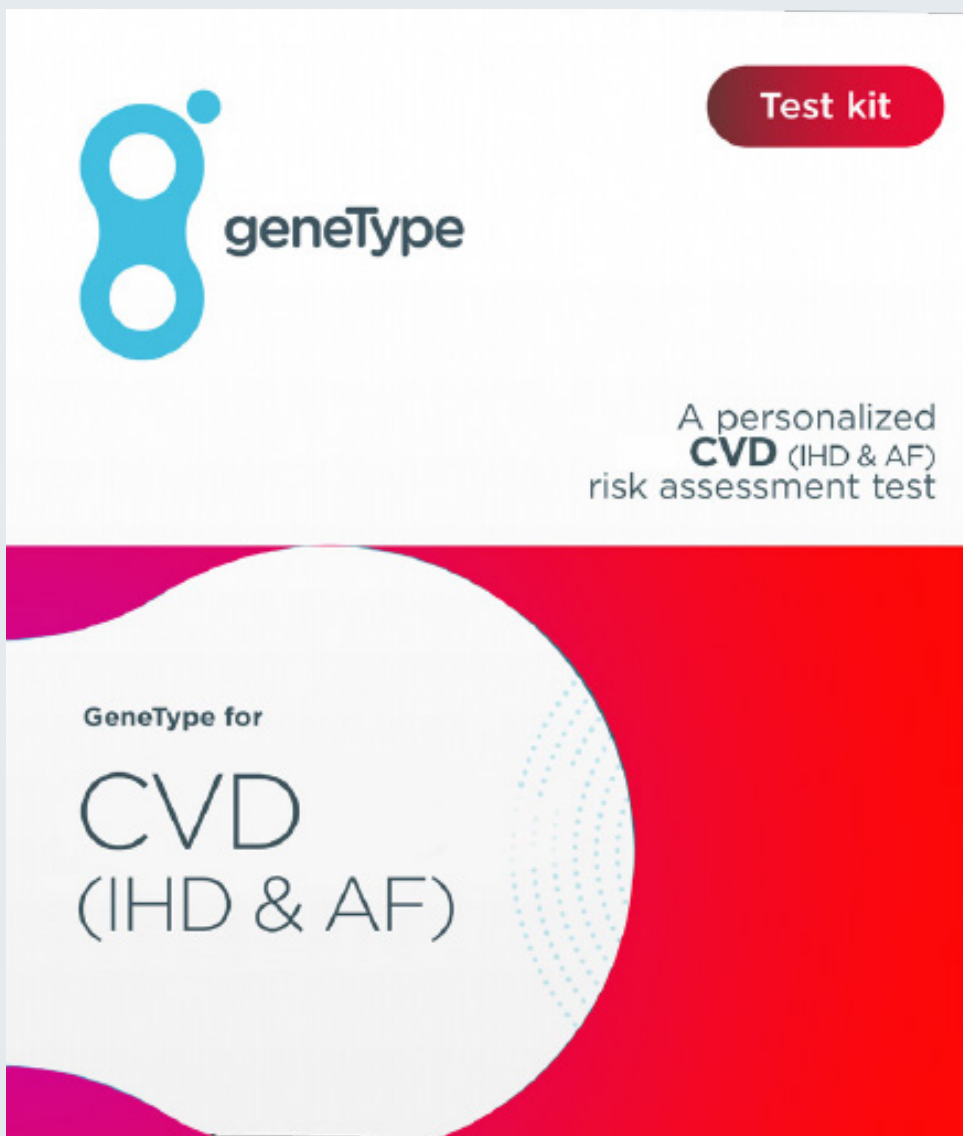 Test kit
geneType
A personalized
CVD (IHD & AF)
risk assessment test
GeneType for
CVD
(IHD & AF)